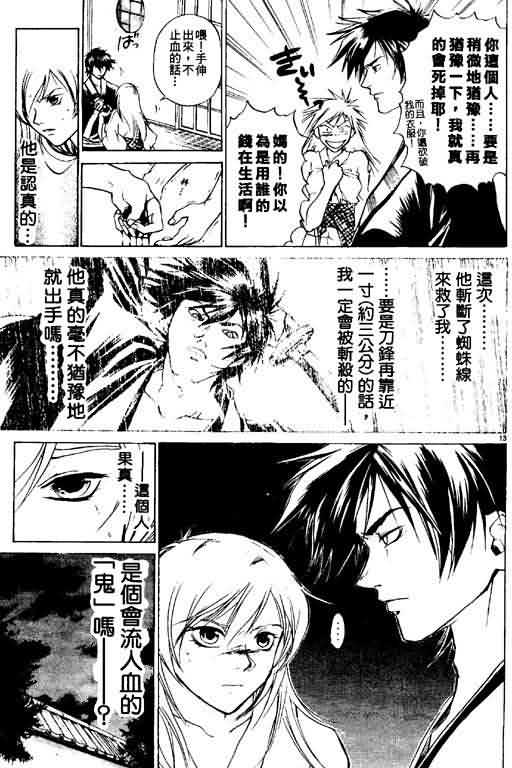 你這個人……要是
稍微地猶豫……再
猶豫一下，我就真
的會死掉耶！
而且，你還砍破
我的衣服！
媽的！你以
為是用誰的
錢在生活啊！
喂！手伸
出來，不
止血的話…
他是認真的…
這次……
他斬斷了蜘蛛線
來救了我…
……要是刀鋒再靠近
一寸（約三公分）的話，
我一定會被斬殺的——
他真的毫不猶豫地
就出手嗎……
13
——這個人
果真……
…
是個會流人血的
「鬼」嗎——？